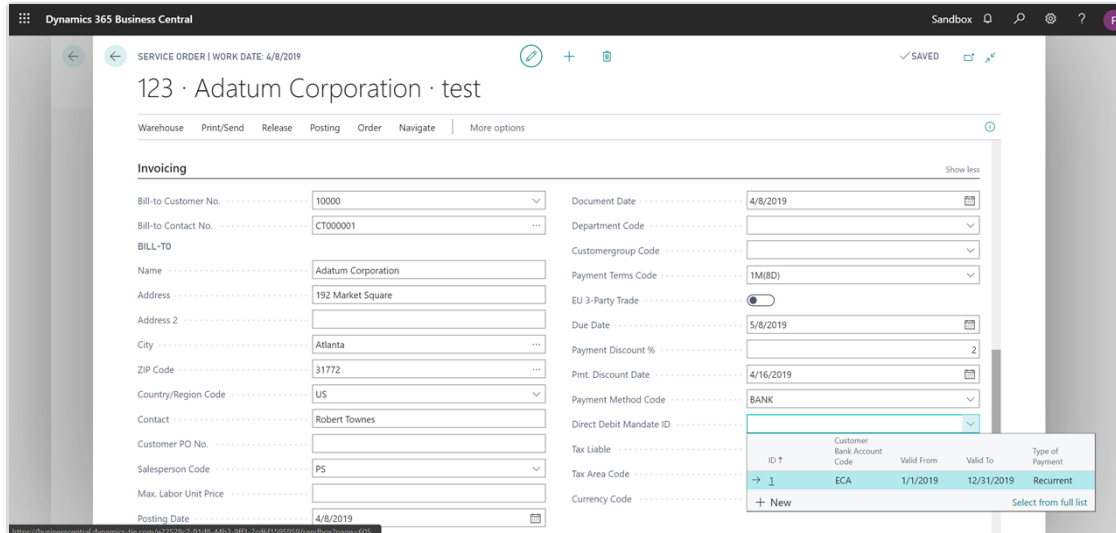 Dynamics 365 Business Central
Sandbox
?
F
SERVICE ORDER | WORK DATE: 4/8/2019
SAVED
123 · Adatum Corporation · test
Warehouse Print/Send Release Posting Order Navigate More options
Invoicing
Show less
Bill-to Customer No. 10000
Bill-to Contact No. CT000001
BILL-TO
Name Adatum Corporation
Address 192 Market Square
Address 2
City Atlanta
ZIP Code 31772
Country/Region Code US
Contact Robert Townes
Customer PO No.
Salesperson Code PS
Max. Labor Unit Price
Posting Date 4/8/2019
Document Date 4/8/2019
Department Code
Customergroup Code
Payment Terms Code 1M(8D)
EU 3-Party Trade
Due Date 5/8/2019
Payment Discount % 2
Pmt. Discount Date 4/16/2019
Payment Method Code BANK
Direct Debit Mandate ID
Tax Liable
Tax Area Code
Currency Code
ID ↑ Customer Bank Account Code Valid From Valid To Type of Payment
→ 1 ECA 1/1/2019 12/31/2019 Recurrent
+ New Select from full list